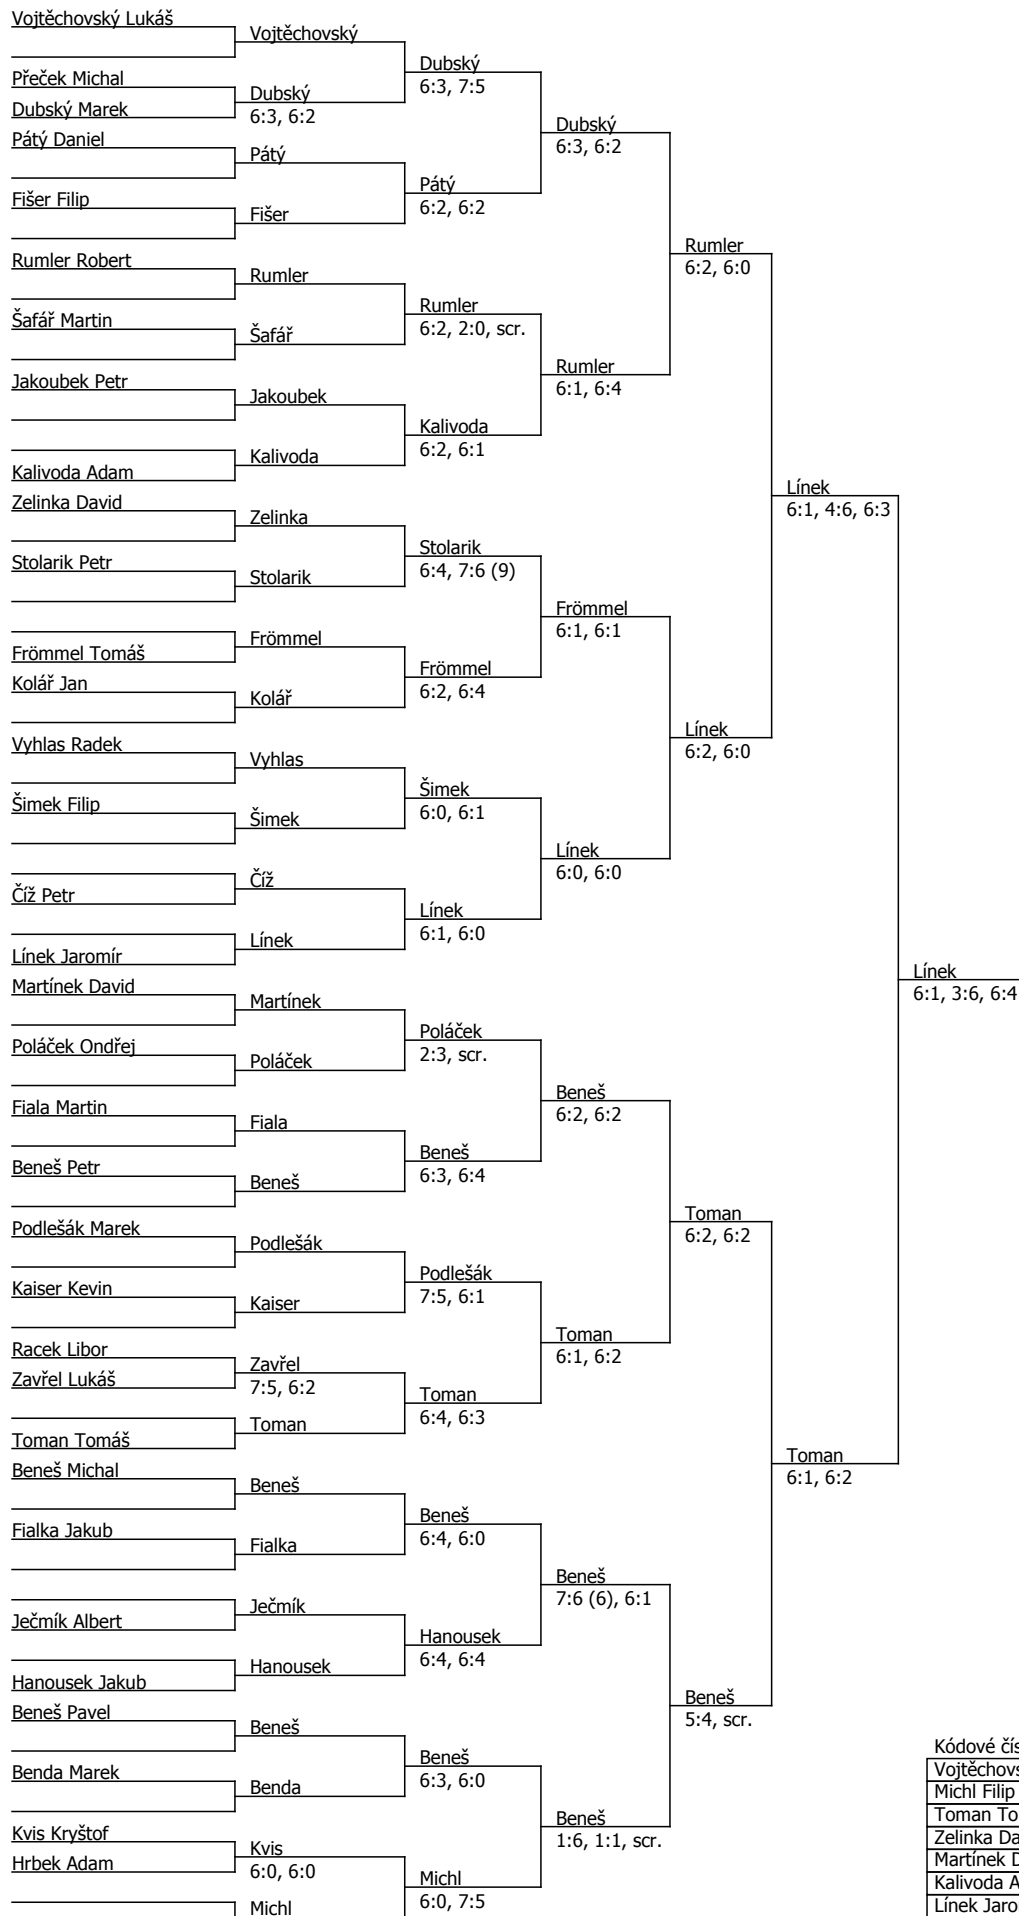 Vojtěchovský Lukáš
Přeček Michal
Dubský Marek
Pátý Daniel
Fišer Filip
Rumler Robert
Šafář Martin
Jakoubek Petr
Kalivoda Adam
Zelinka David
Stolarik Petr
Frömmel Tomáš
Kolář Jan
Vyhlas Radek
Šimek Filip
Číž Petr
Línek Jaromír
Martínek David
Poláček Ondřej
Fiala Martin
Beneš Petr
Podlešák Marek
Kaiser Kevin
Racek Libor
Zavřel Lukáš
Toman Tomáš
Beneš Michal
Fialka Jakub
Ječmík Albert
Hanousek Jakub
Beneš Pavel
Benda Marek
Kvis Kryštof
Hrbek Adam
Vojtěchovský
Dubský
6:3, 6:2
Pátý
Fišer
Rumler
Šafář
Jakoubek
Kalivoda
Zelinka
Stolarik
Frömmel
Kolář
Vyhlas
Šimek
Číž
Línek
Martínek
Poláček
Fiala
Beneš
Podlešák
Kaiser
Zavřel
7:5, 6:2
Toman
Beneš
Fialka
Ječmík
Hanousek
Beneš
Benda
Kvis
6:0, 6:0
Michl
Dubský
6:3, 7:5
Pátý
6:2, 6:2
Rumler
6:2, 2:0, scr.
Kalivoda
6:2, 6:1
Stolarik
6:4, 7:6 (9)
Frömmel
6:2, 6:4
Šimek
6:0, 6:1
Línek
6:1, 6:0
Poláček
2:3, scr.
Beneš
6:3, 6:4
Podlešák
7:5, 6:1
Toman
6:4, 6:3
Beneš
6:4, 6:0
Hanousek
6:4, 6:4
Beneš
6:3, 6:0
Michl
6:0, 7:5
Dubský
6:3, 6:2
Rumler
6:1, 6:4
Frömmel
6:1, 6:1
Línek
6:0, 6:0
Beneš
6:2, 6:2
Toman
6:1, 6:2
Beneš
7:6 (6), 6:1
Beneš
1:6, 1:1, scr.
Rumler
6:2, 6:0
Línek
6:2, 6:0
Toman
6:2, 6:2
Beneš
5:4, scr.
Línek
6:1, 4:6, 6:3
Toman
6:1, 6:2
Línek
6:1, 3:6, 6:4
Kódové čís
Vojtěchovs
Michl Filip
Toman To
Zelinka Da
Martínek D
Kalivoda A
Línek Jaro